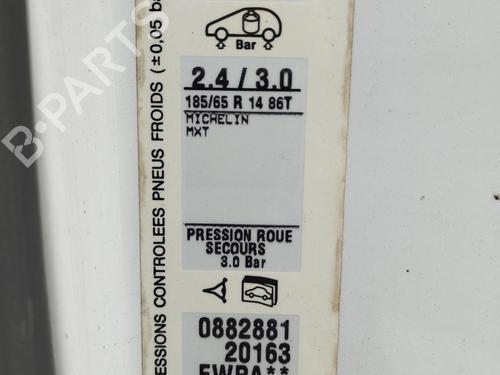 Bar
2.4 / 3.0
185/65 R 14 86T
MICHELIN
MXT
PRESSION ROUE
SECOURS
3.0 Bar
0882881
20163
EWPA**
ESSIONS CONTROLEES PNEUS FROIDS (±0,05 ba
B-Parts